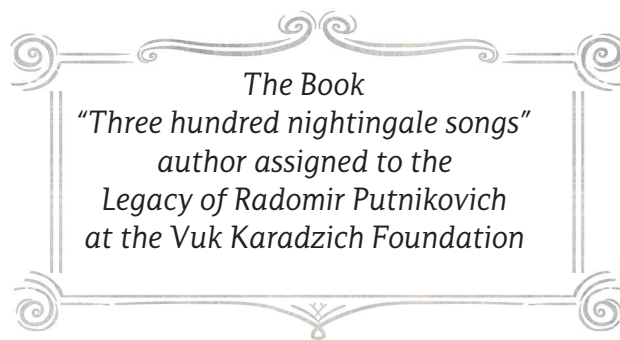 The Book
“Three hundred nightingale songs”
author assigned to the
Legacy of Radomir Putnikovich
at the Vuk Karadzich Foundation